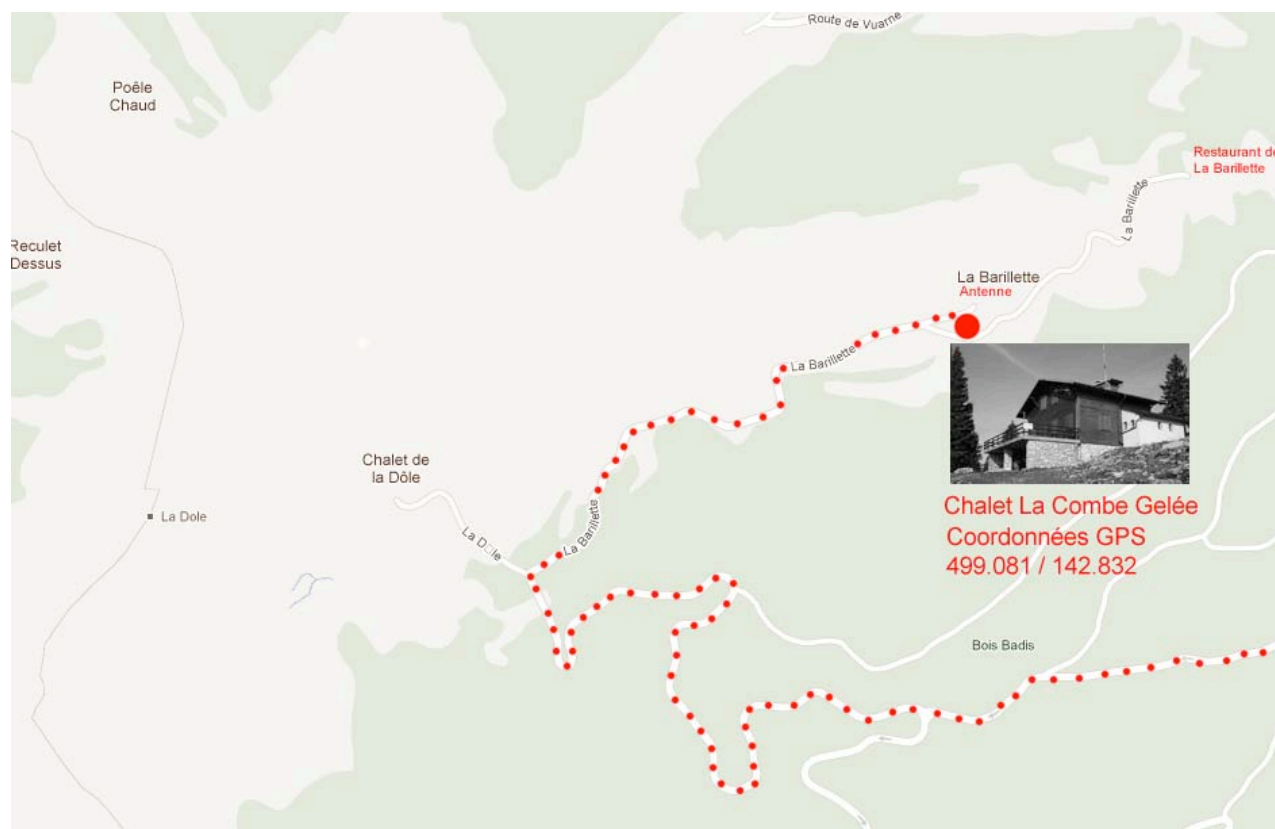 Route de Vuarne
Poêle
Chaud
Restaurant de
La Barillette
La Barillette
Reculet
Dessus
La Barillette
Antenne
La Barillette
Chalet de
la Dôle
La Dole
La D□le
La Barillette
Chalet La Combe Gelée
Coordonnées GPS
499.081 / 142.832
Bois Badis